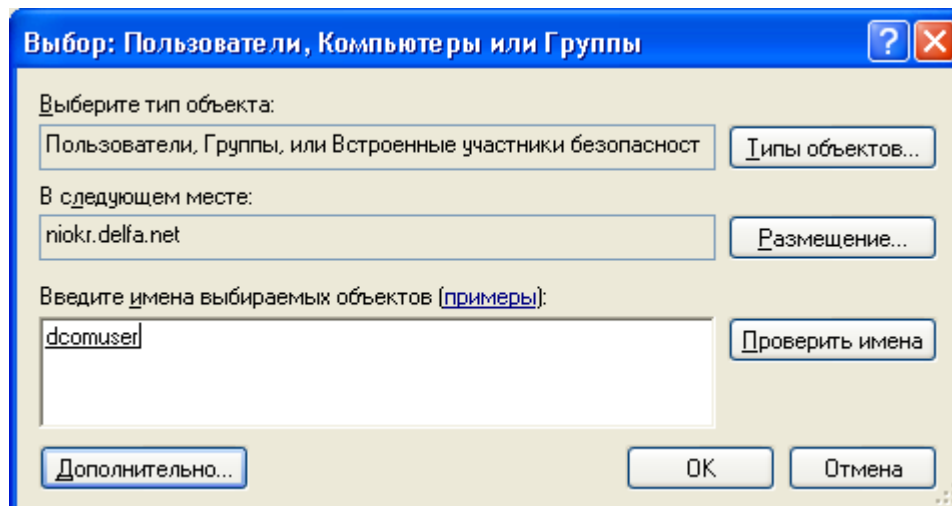 Выбор: Пользователи, Компьютеры или Группы
Выберите тип объекта:
Пользователи, Группы, или Встроенные участники безопасност
Типы объектов...
В следующем месте:
niokr.delfa.net
Размещение...
Введите имена выбираемых объектов (примеры):
dcomuser
Проверить имена
Дополнительно...
OK
Отмена